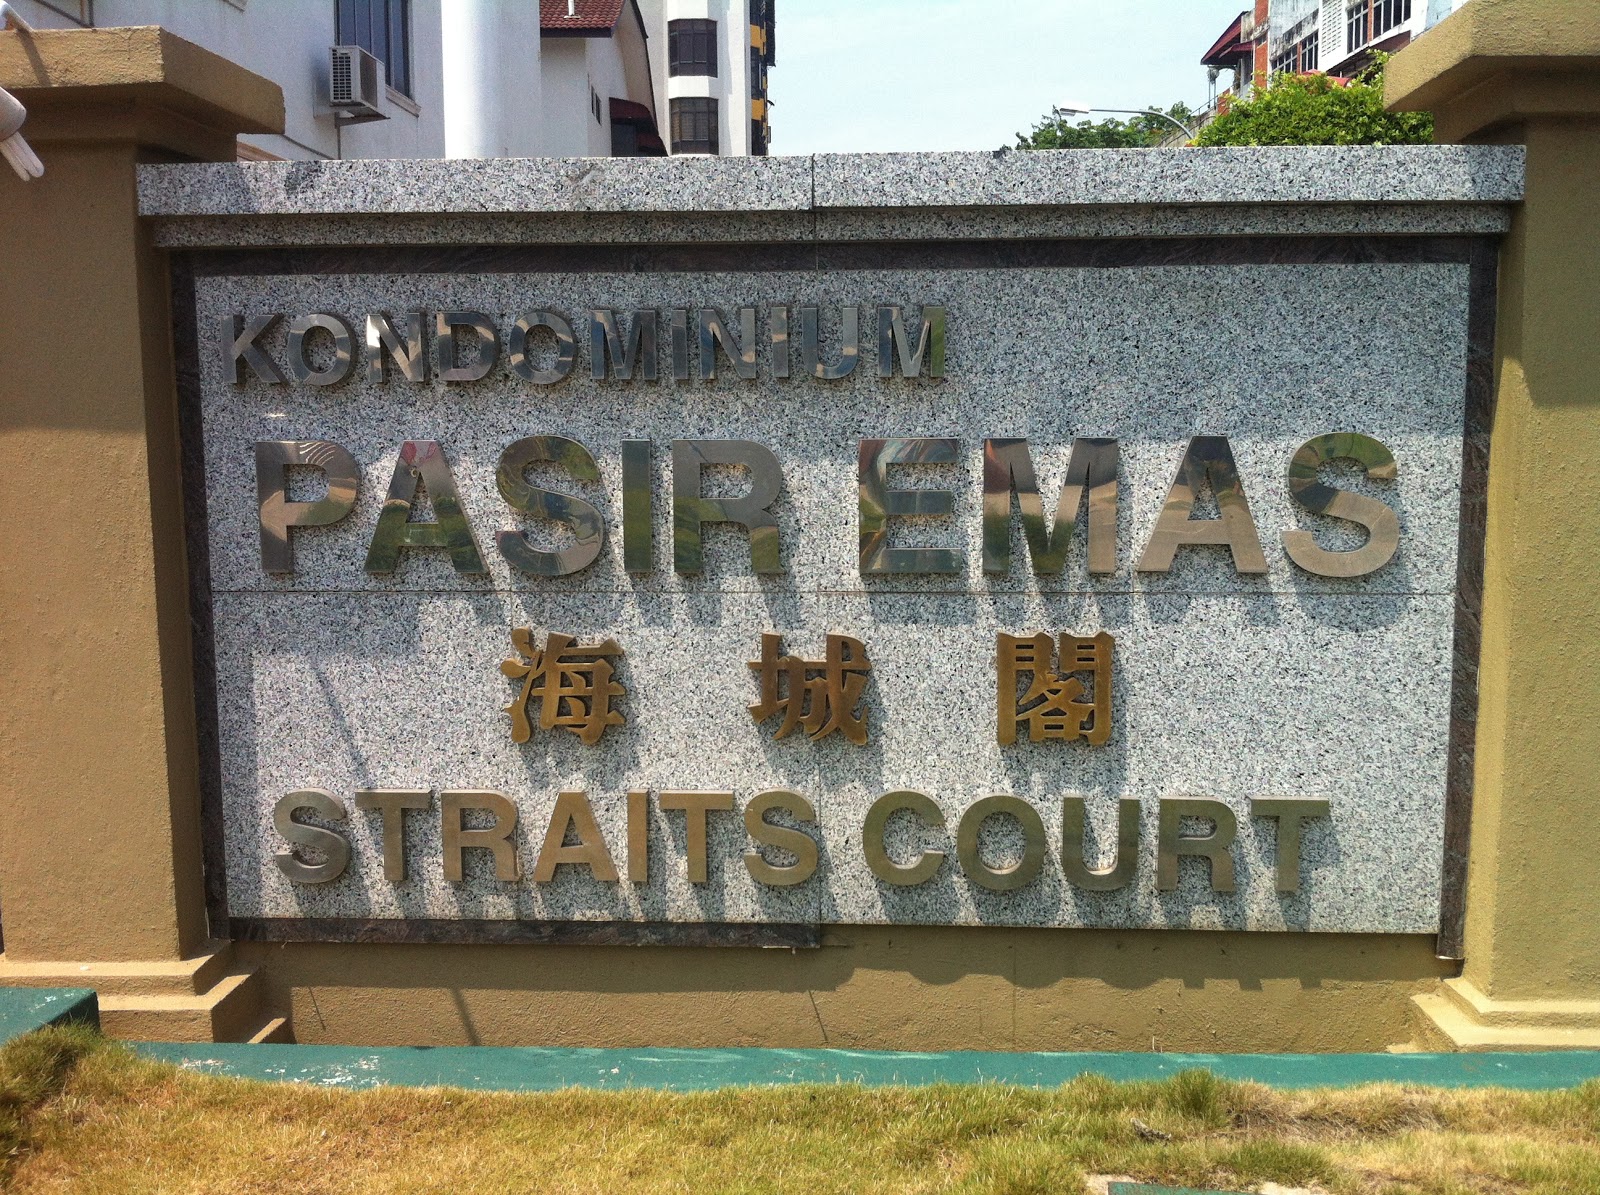 KONDOMINIUM
PASIR EMAS
海城閣
STRAITS COURT